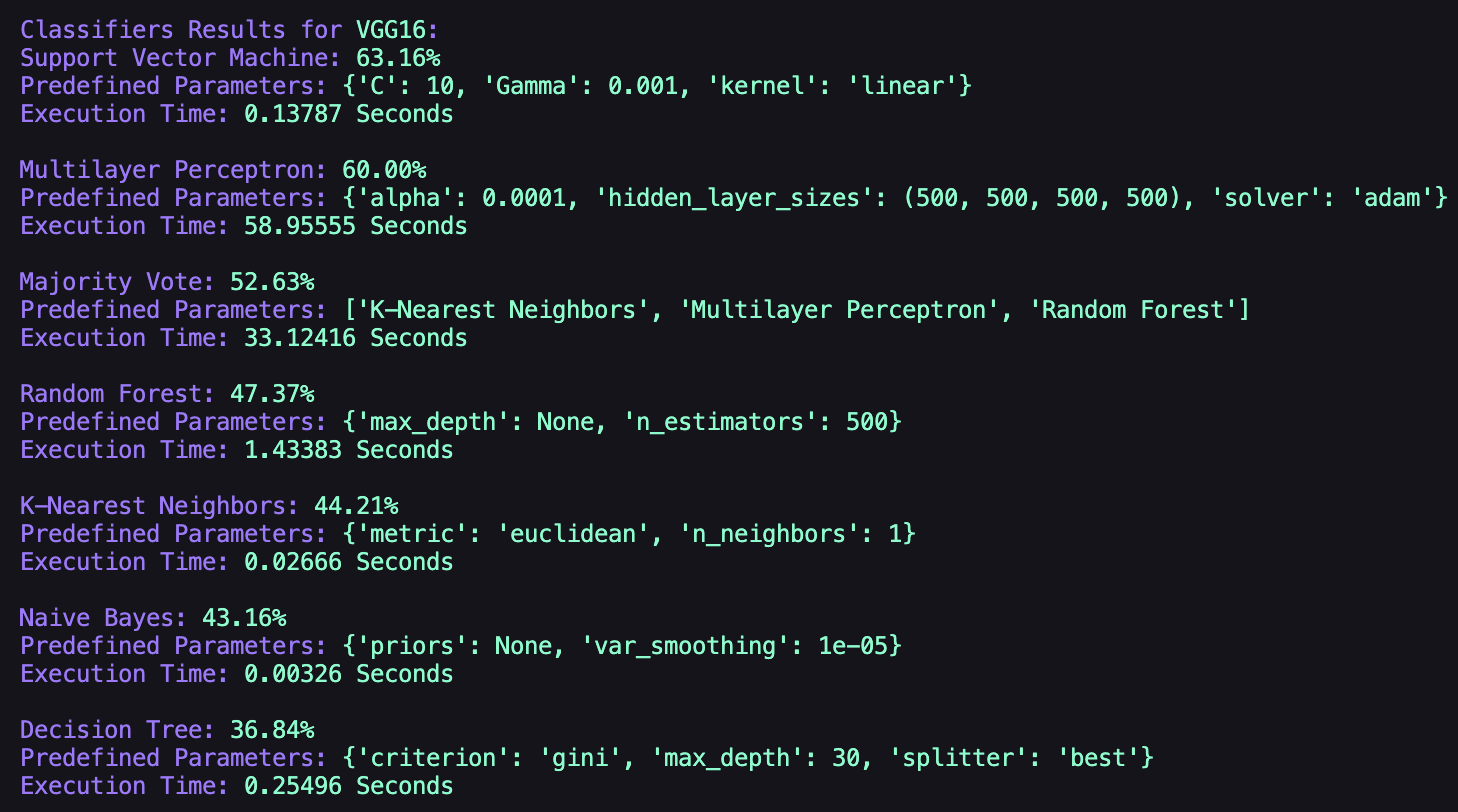 Classifiers Results for VGG16:
Support Vector Machine: 63.16%
Predefined Parameters: {'C': 10, 'Gamma': 0.001, 'kernel': 'linear'}
Execution Time: 0.13787 Seconds
Multilayer Perceptron: 60.00%
Predefined Parameters: {'alpha': 0.0001, 'hidden_layer_sizes': (500, 500, 500, 500), 'solver': 'adam'}
Execution Time: 58.95555 Seconds
Majority Vote: 52.63%
Predefined Parameters: ['K-Nearest Neighbors', 'Multilayer Perceptron', 'Random Forest']
Execution Time: 33.12416 Seconds
Random Forest: 47.37%
Predefined Parameters: {'max_depth': None, 'n_estimators': 500}
Execution Time: 1.43383 Seconds
K-Nearest Neighbors: 44.21%
Predefined Parameters: {'metric': 'euclidean', 'n_neighbors': 1}
Execution Time: 0.02666 Seconds
Naive Bayes: 43.16%
Predefined Parameters: {'priors': None, 'var_smoothing': 1e-05}
Execution Time: 0.00326 Seconds
Decision Tree: 36.84%
Predefined Parameters: {'criterion': 'gini', 'max_depth': 30, 'splitter': 'best'}
Execution Time: 0.25496 Seconds